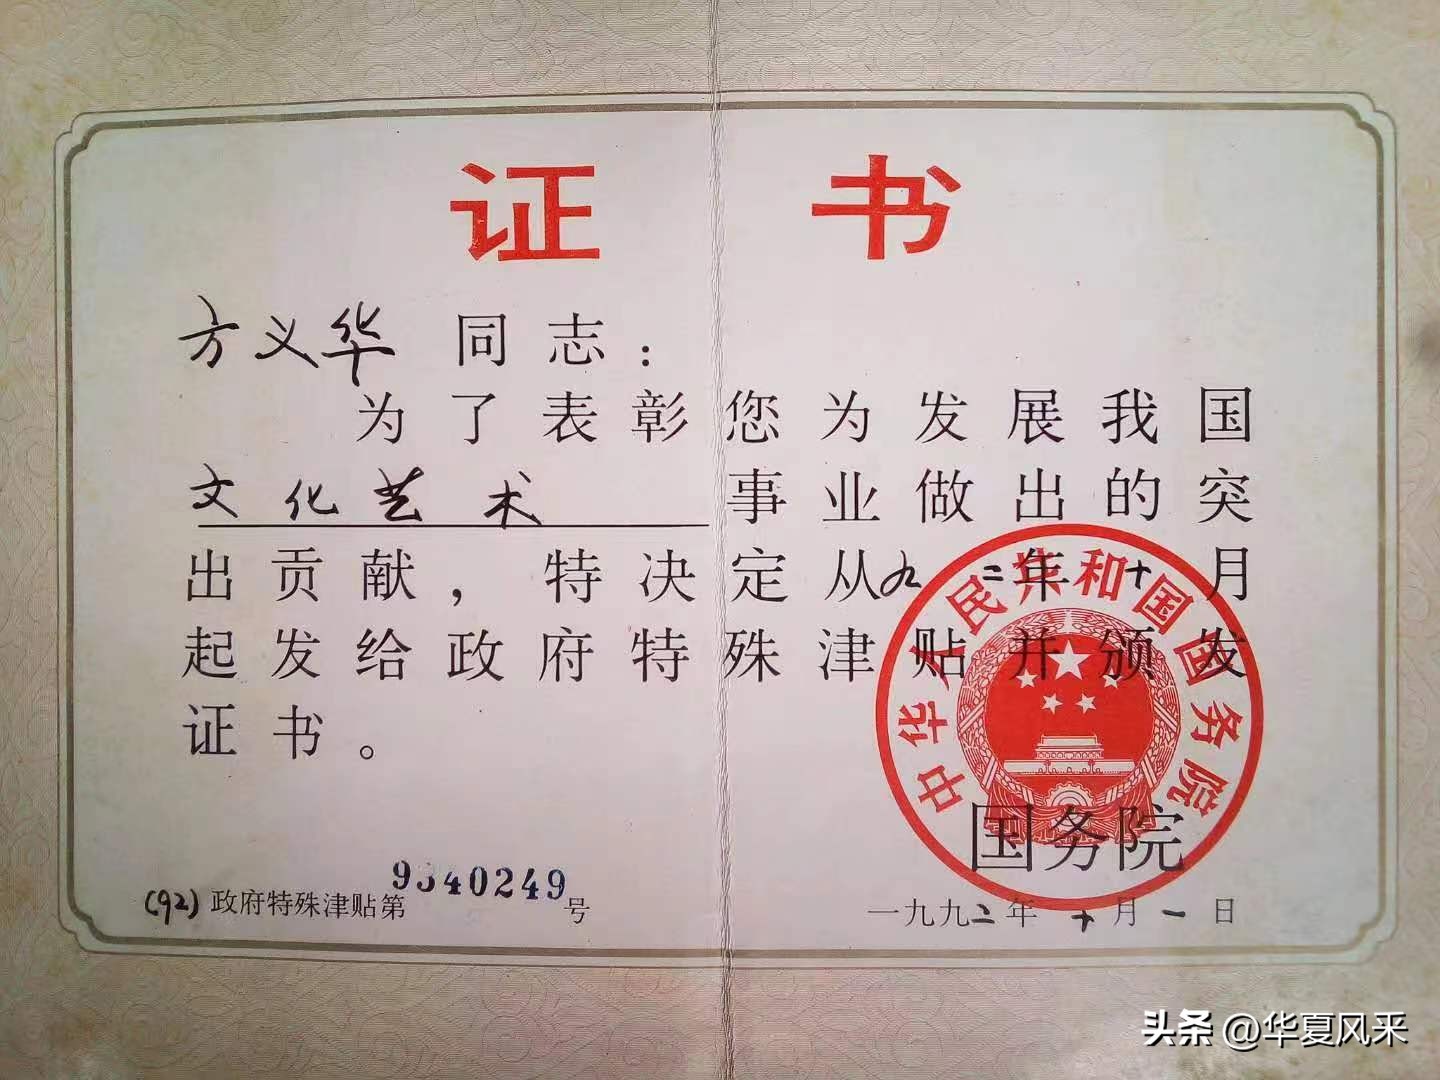 证书
方义华 同志：
为了表彰您为发展我国
文化艺术 事业做出的突
出贡献，特决定从九二年十月
起发给政府特殊津贴并颁发
证书。
中华人民共和国国务院
国务院
(92)政府特殊津贴第9340249号
一九九二年十月一日
头条@华夏风采